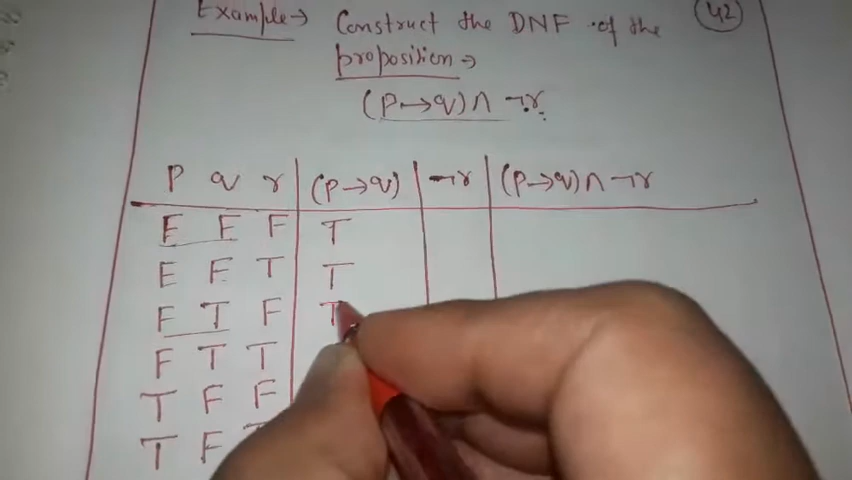 Example→ Construct the DNF of the 42
proposition→
(P→q)∧ ¬r.
P q r (P→q) ¬r (P→q)∧¬r
F F F T
F F T T
F T F T
F T T
T F F
T F T